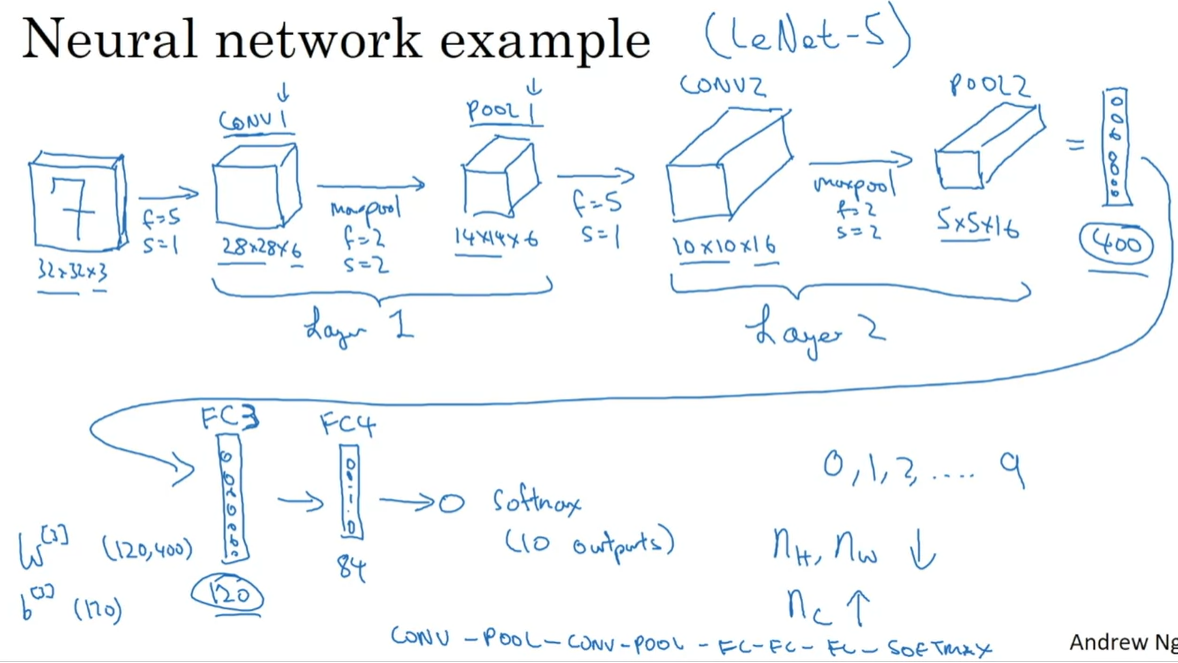 Neural network example (LeNet-5)
CONV1 POOL1 CONV2 POOL2
7
f=5
s=1
maxpool
f=2
s=2
f=5
s=1
maxpool
f=2
s=2
=
32×32×3 28×28×6 14×14×6 10×10×16 5×5×16 400
Layer 1 Layer 2
FC3 FC4
0,1,2,.... 9
W[3] (120,400)
b[3] (120)
120
84
Softmax
(10 outputs)
nH, nW ↓
nC ↑
CONV-POOL-CONV-POOL-FC-FC-FC-SOFTMAX
Andrew Ng